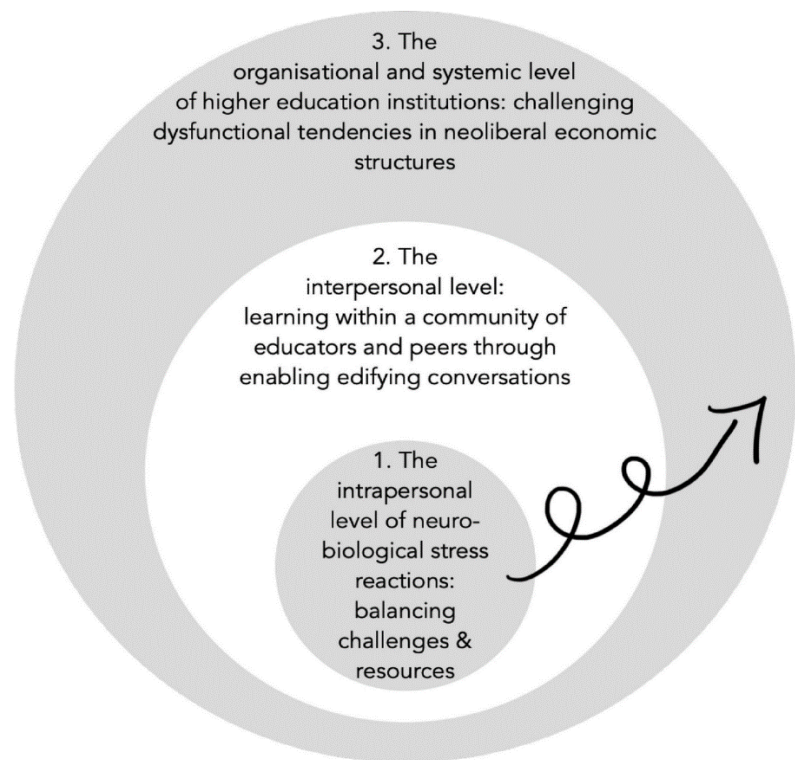 3. The
organisational and systemic level
of higher education institutions: challenging
dysfunctional tendencies in neoliberal economic
structures
2. The
interpersonal level:
learning within a community of
educators and peers through
enabling edifying conversations
1. The
intrapersonal
level of neuro-
biological stress
reactions:
balancing
challenges &
resources